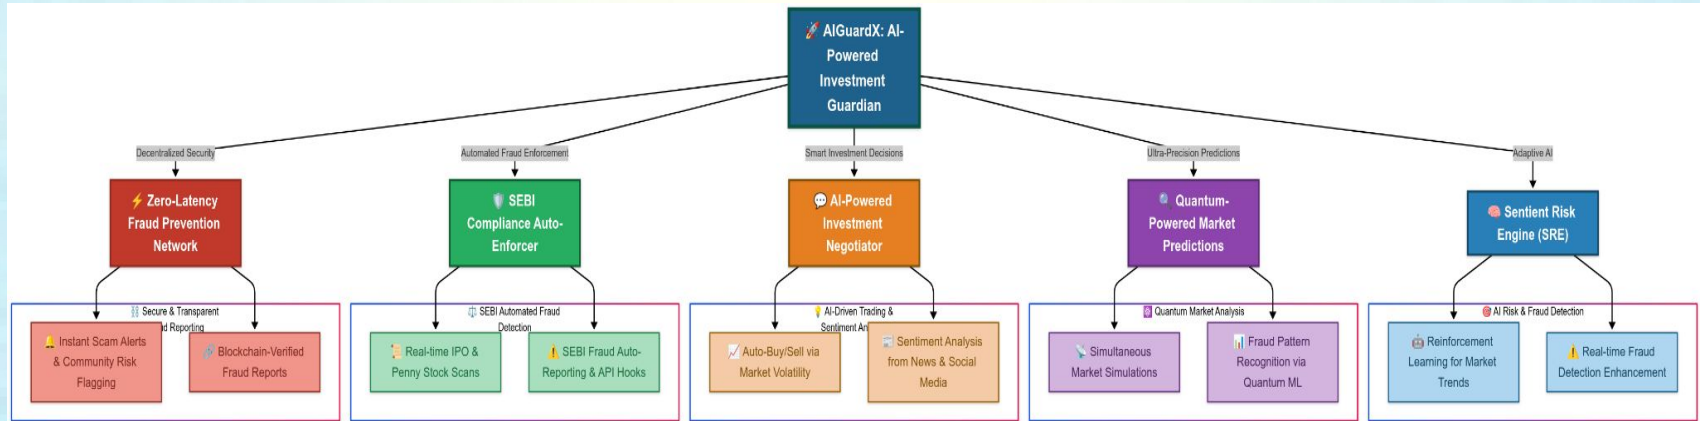 🚀 AIGuardX: AI-
Powered
Investment
Guardian
Decentralized Security
Automated Fraud Enforcement
Smart Investment Decisions
Ultra-Precision Predictions
Adaptive AI
⚡ Zero-Latency
Fraud Prevention
Network
🛡️ SEBI
Compliance Auto-
Enforcer
💬 AI-Powered
Investment
Negotiator
🔍 Quantum-
Powered Market
Predictions
🧠 Sentient Risk
Engine (SRE)
⛓️ Secure & Transparent
Reporting
🔔 Instant Scam Alerts
& Community Risk
Flagging
🔗 Blockchain-Verified
Fraud Reports
⚖️ SEBI Automated Fraud
Detection
📜 Real-time IPO &
Penny Stock Scans
⚠️ SEBI Fraud Auto-
Reporting & API Hooks
💡 AI-Driven Trading &
Sentiment
📈 Auto-Buy/Sell via
Market Volatility
📰 Sentiment Analysis
from News & Social
Media
⚛️ Quantum Market Analysis
📡 Simultaneous
Market Simulations
📊 Fraud Pattern
Recognition via
Quantum ML
🎯 AI Risk & Fraud Detection
🤖 Reinforcement
Learning for Market
Trends
⚠️ Real-time Fraud
Detection Enhancement